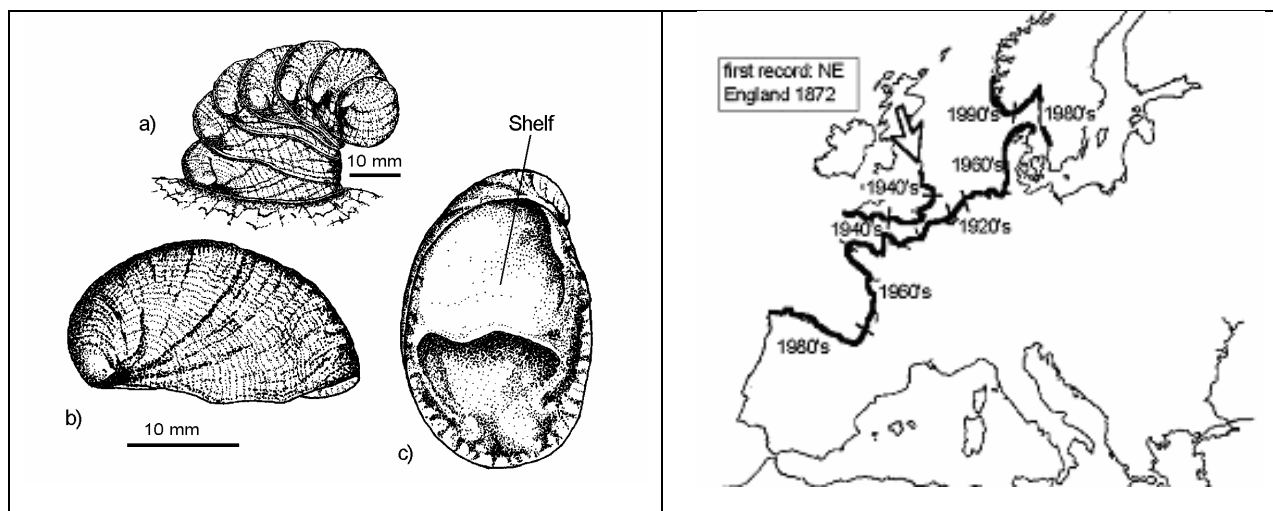 a)
10 mm
Shelf
b)
10 mm
c)
first record: NE
England 1872
1990's
1980's
1960's
1940's
1940's
1920's
1960's
1980's